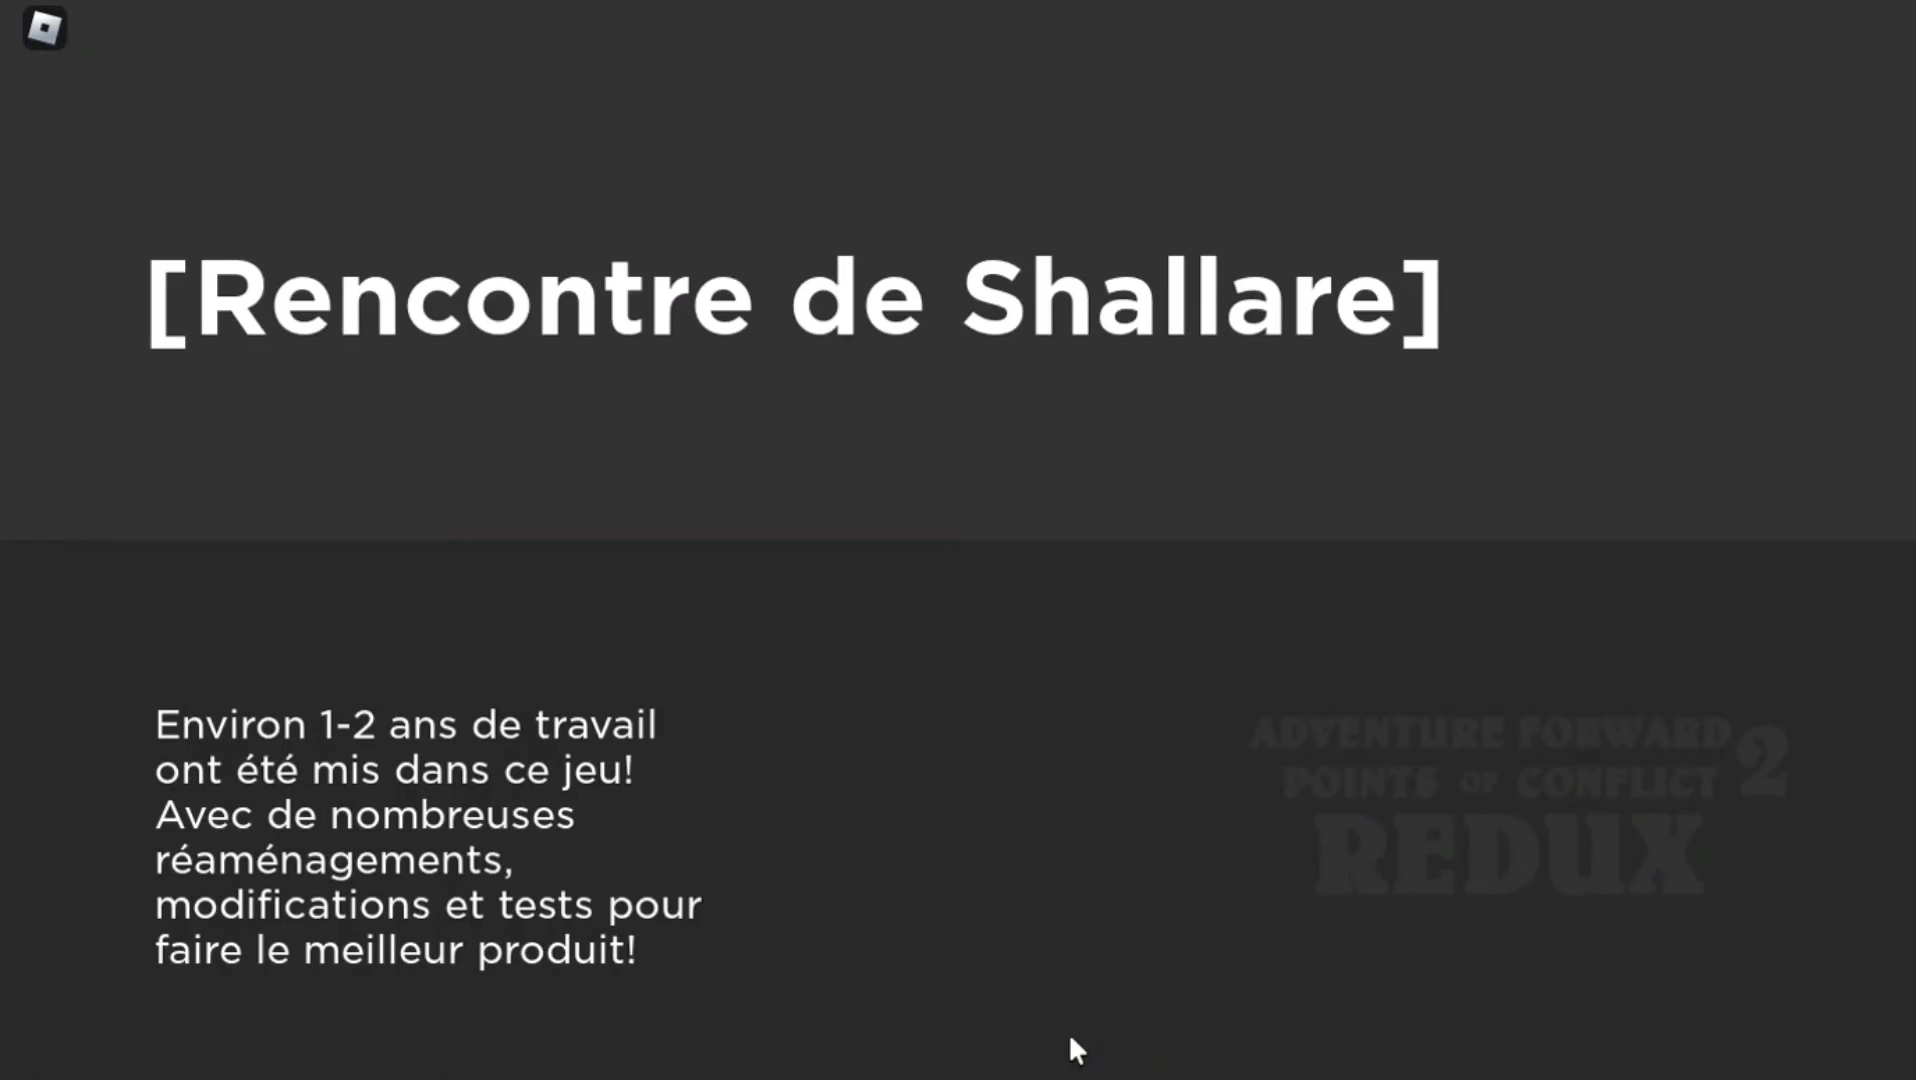 [Rencontre de Shallare]
Environ 1-2 ans de travail
ont été mis dans ce jeu!
Avec de nombreuses
réaménagements,
modifications et tests pour
faire le meilleur produit!
ADVENTURE FORWARD 2
POINTS OF CONFLICT
REDUX